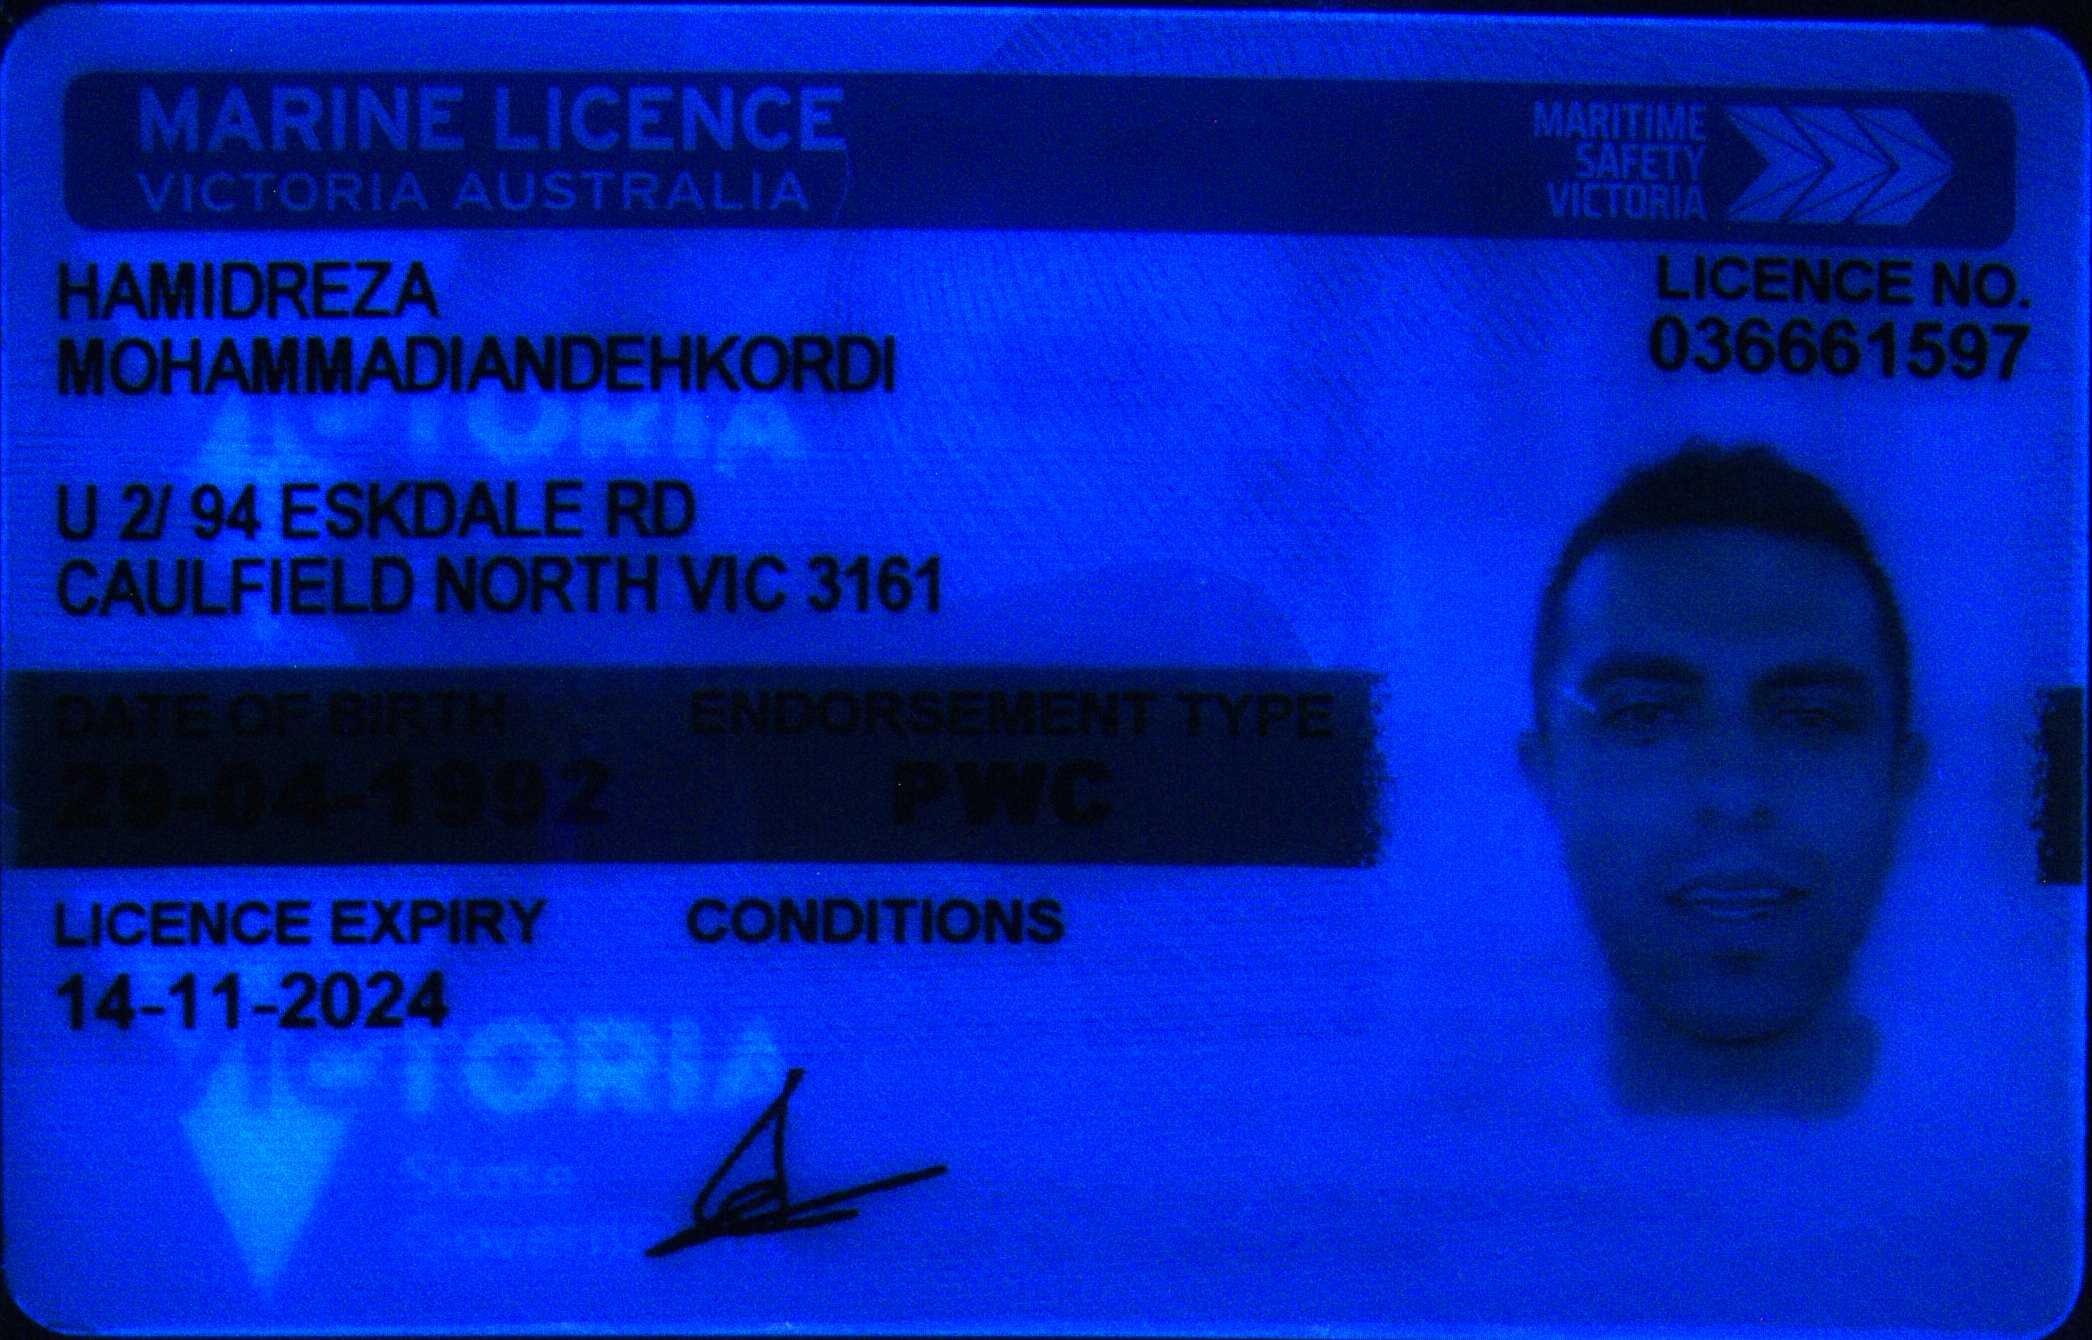 MARINE LICENCE
VICTORIA AUSTRALIA
MARITIME
SAFETY
VICTORIA
HAMIDREZA
MOHAMMADIANDEHKORDI
LICENCE NO.
036661597
VICTORIA
U 2/ 94 ESKDALE RD
CAULFIELD NORTH VIC 3161
DATE OF BIRTH
29-04-1992
ENDORSEMENT TYPE
PWC
LICENCE EXPIRY
14-11-2024
CONDITIONS
VICTORIA
State